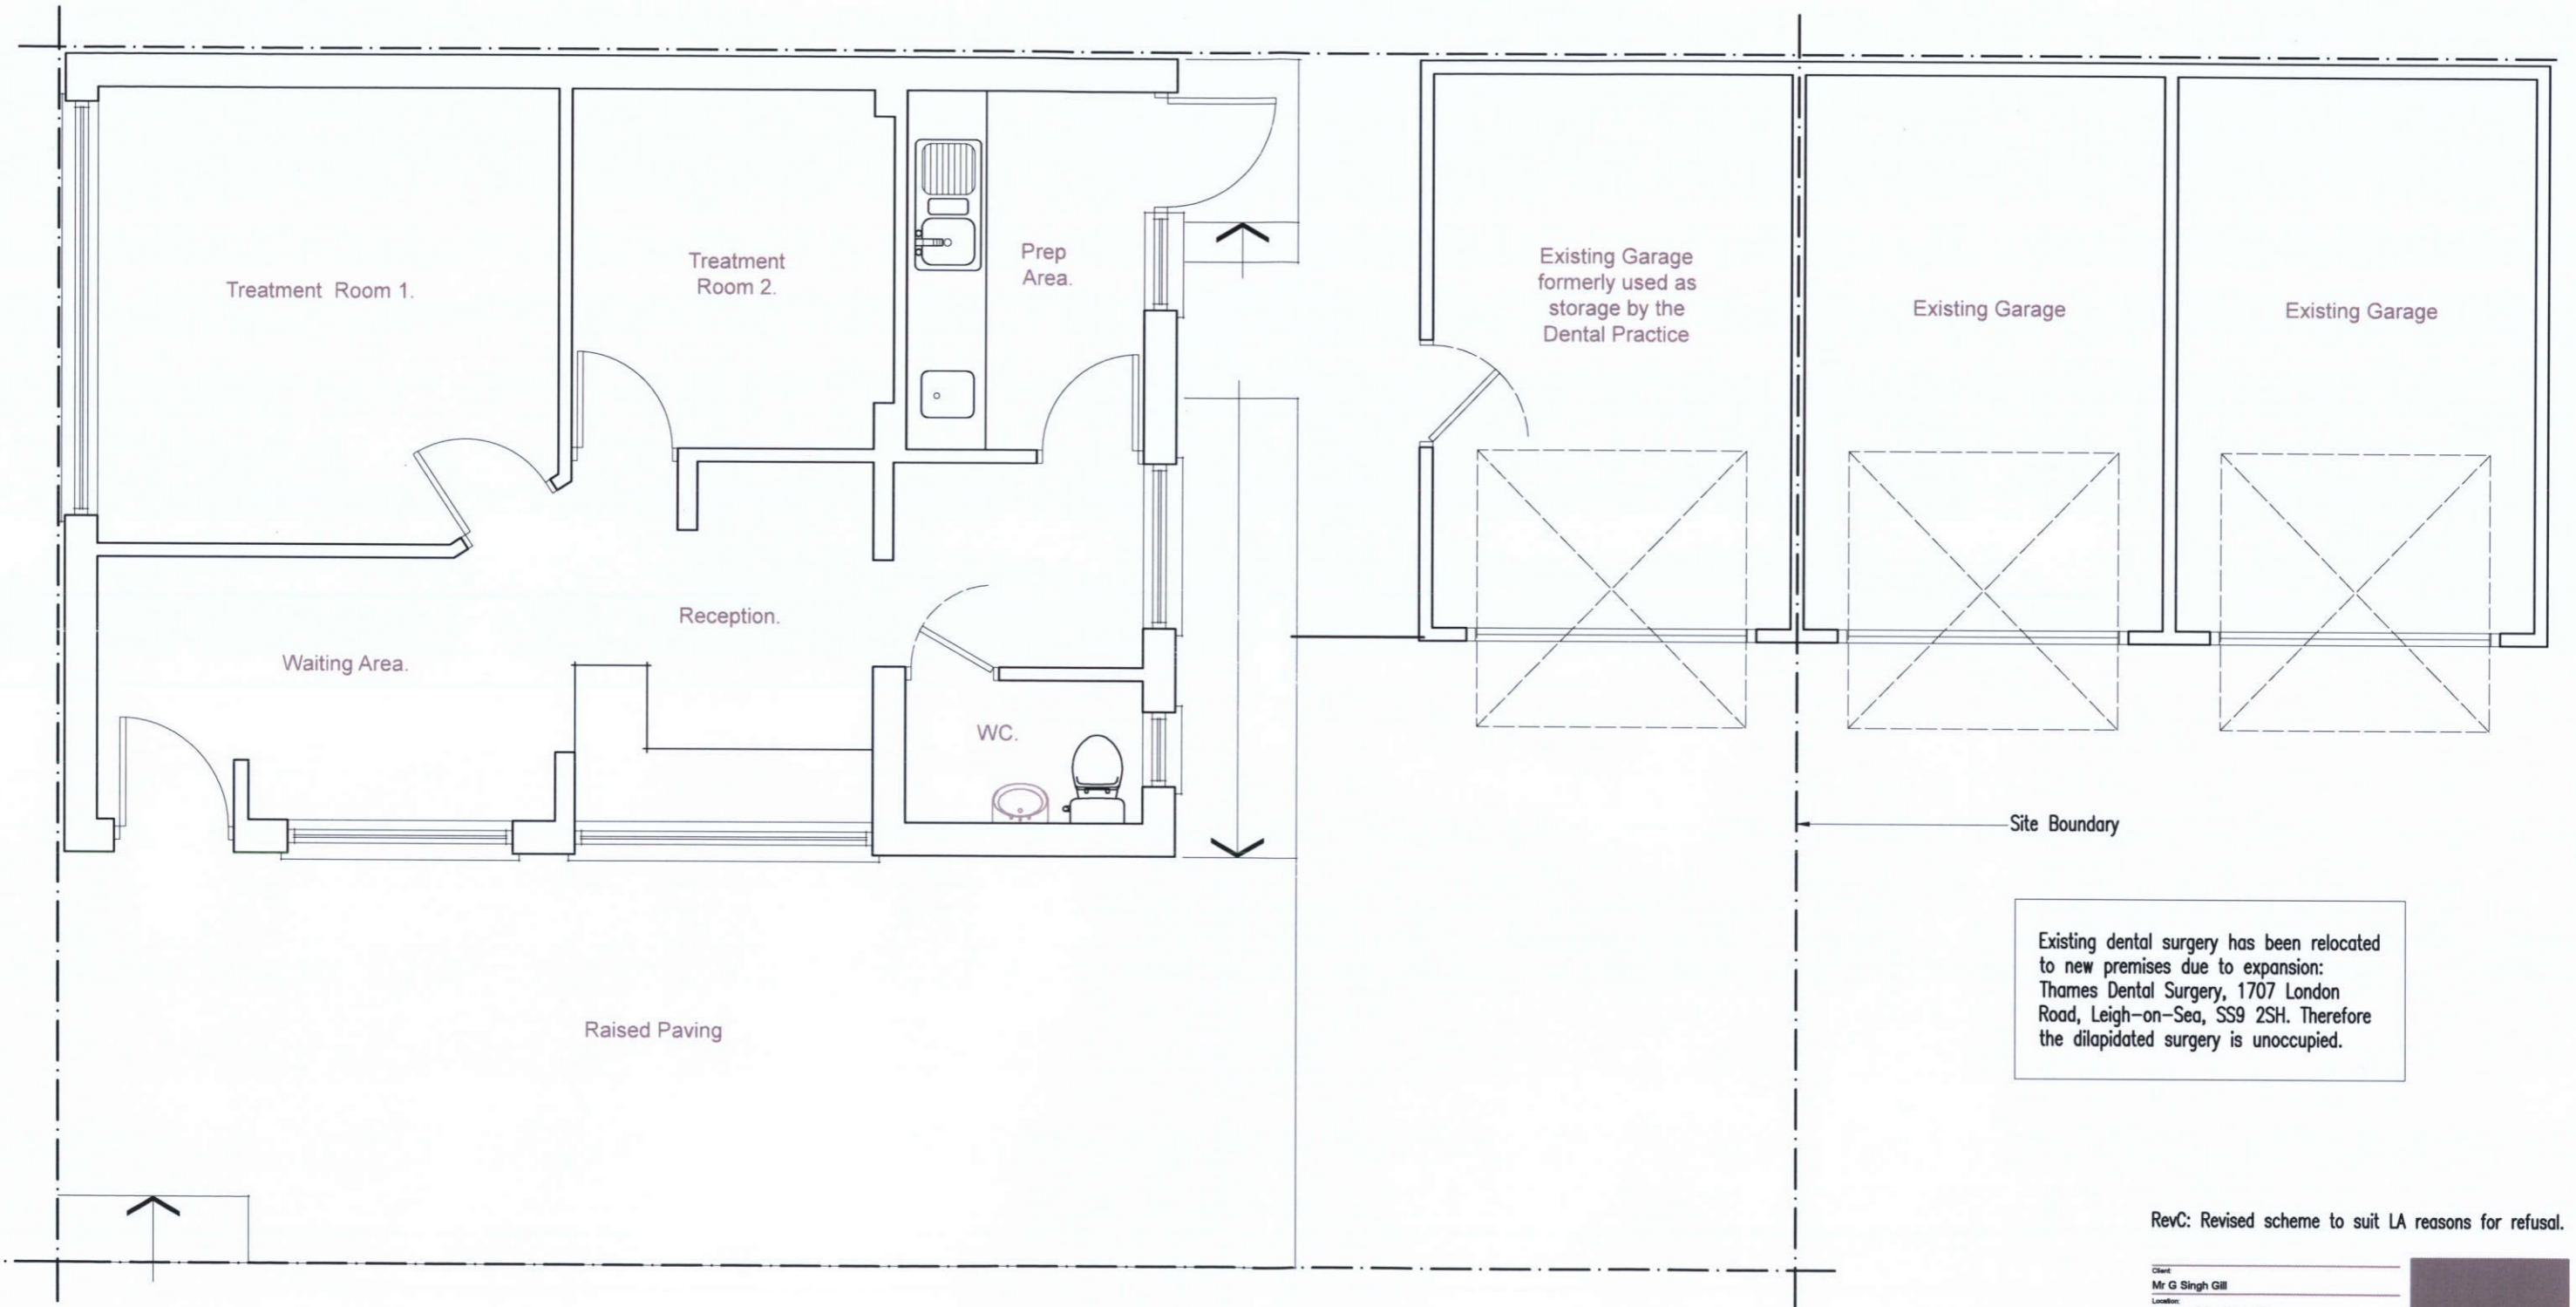 Treatment Room 1.
Treatment
Room 2.
Prep
Area.
Existing Garage
formerly used as
storage by the
Dental Practice
Existing Garage
Existing Garage
Reception.
Waiting Area.
WC.
Site Boundary
Existing dental surgery has been relocated
to new premises due to expansion:
Thames Dental Surgery, 1707 London
Road, Leigh-on-Sea, SS9 2SH. Therefore
the dilapidated surgery is unoccupied.
Raised Paving
RevC: Revised scheme to suit LA reasons for refusal.
Client:
Mr G Singh Gill
Location: